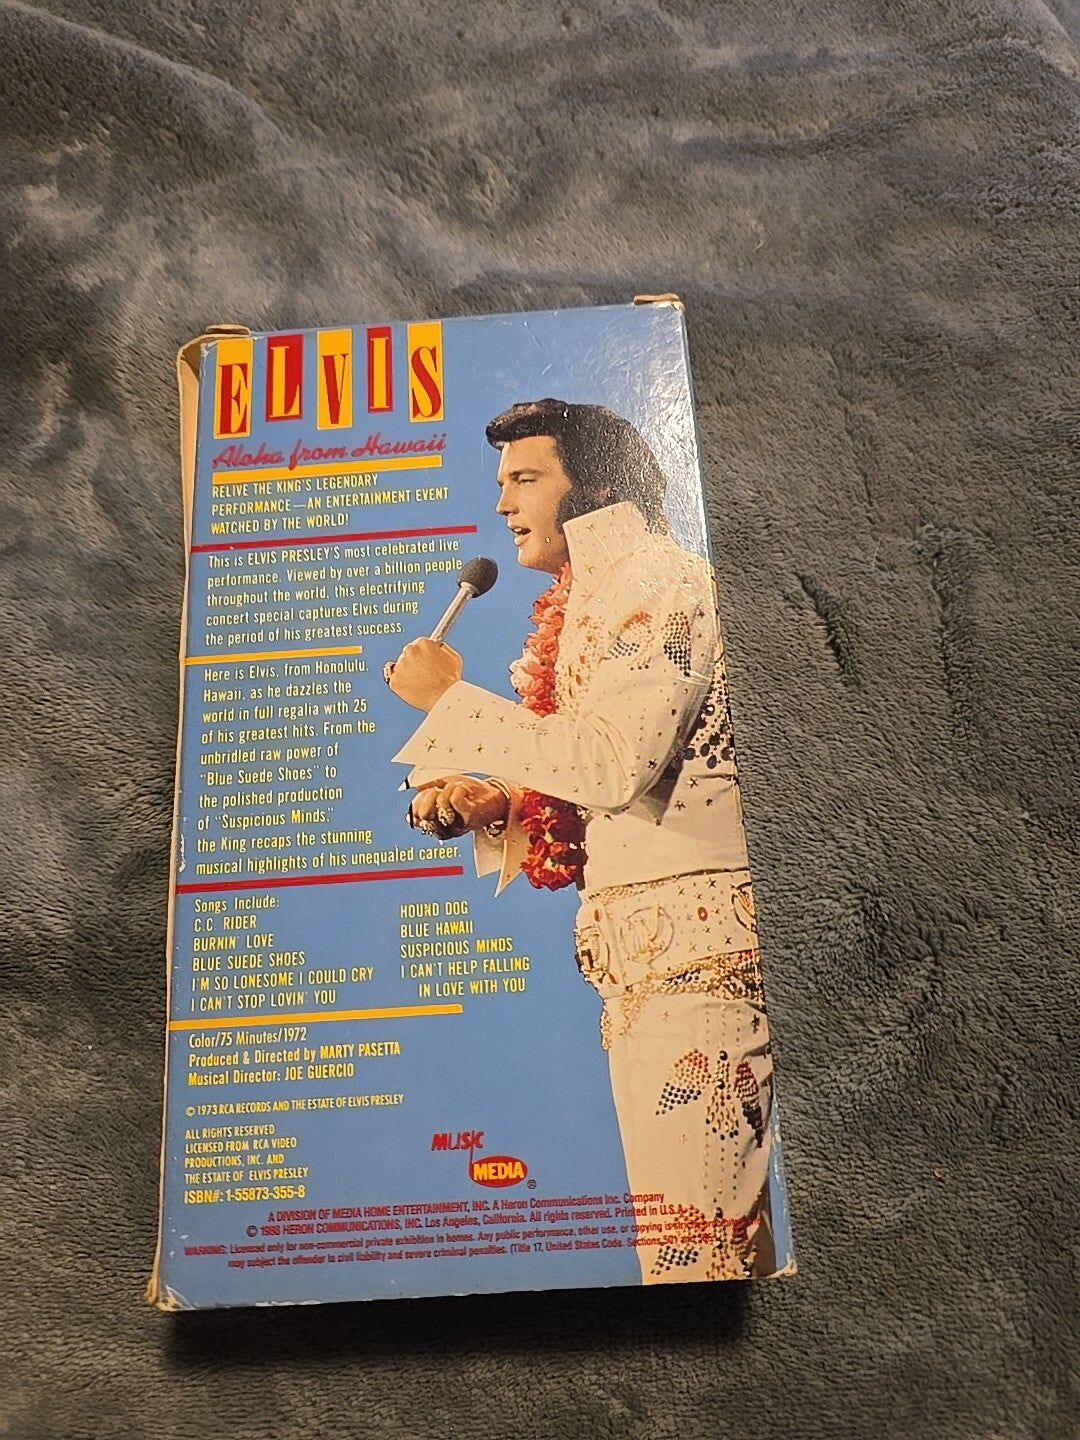 ELVIS
Aloha from Hawaii
RELIVE THE KING'S LEGENDARY
PERFORMANCE—AN ENTERTAINMENT EVENT
WATCHED BY THE WORLD!
This is ELVIS PRESLEY'S most celebrated live
performance. Viewed by over a billion people
throughout the world, this electrifying
concert special captures Elvis during
the period of his greatest success.
Here is Elvis, from Honolulu,
Hawaii, as he dazzles the
world in full regalia with 25
of his greatest hits. From the
unbridled raw power of
"Blue Suede Shoes" to
the polished production
of "Suspicious Minds,"
the King recaps the stunning
musical highlights of his unequaled career.
Songs Include:
C.C. RIDER
BURNIN' LOVE
BLUE SUEDE SHOES
I'M SO LONESOME I COULD CRY
I CAN'T STOP LOVIN' YOU
HOUND DOG
BLUE HAWAII
SUSPICIOUS MINDS
I CAN'T HELP FALLING
IN LOVE WITH YOU
Color/75 Minutes/1972
Produced & Directed by MARTY PASETTA
Musical Director: JOE GUERCIO
© 1973 RCA RECORDS AND THE ESTATE OF ELVIS PRESLEY
ALL RIGHTS RESERVED
LICENSED FROM RCA VIDEO
PRODUCTIONS, INC. AND
THE ESTATE OF ELVIS PRESLEY
ISBN#: 1-55873-355-8
MUSIC
MEDIA ®
A DIVISION OF MEDIA HOME ENTERTAINMENT, INC. A Heron Communications Inc. Company
© 1988 HERON COMMUNICATIONS, INC. Los Angeles, California. All rights reserved. Printed in U.S.A.
WARNING: Licensed only for non-commercial private exhibition in homes. Any public performance, other use, or copying is strictly
may subject the offender to civil liability and severe criminal penalties. (Title 17, United States Code, Sections 501 and